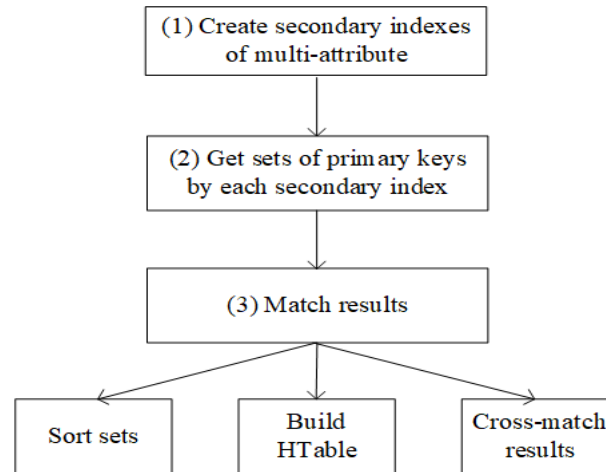 (1) Create secondary indexes
of multi-attribute
(2) Get sets of primary keys
by each secondary index
(3) Match results
Sort sets
Build
HTable
Cross-match
results